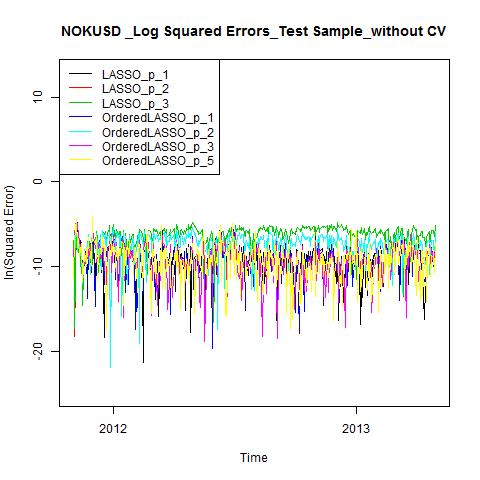 NOKUSD _Log Squared Errors_Test Sample_without CV
LASSO_p_1
LASSO_p_2
LASSO_p_3
OrderedLASSO_p_1
OrderedLASSO_p_2
OrderedLASSO_p_3
OrderedLASSO_p_5
ln(Squared Error)
10
0
-10
-20
2012
2013
Time